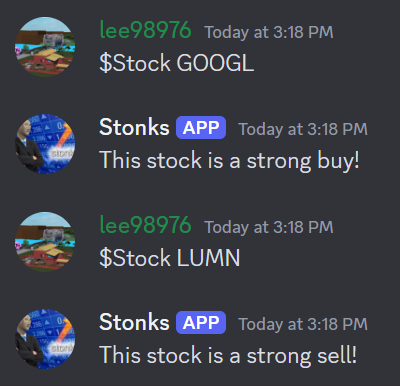 lee98976 Today at 3:18 PM
$Stock GOOGL
Stonks APP Today at 3:18 PM
This stock is a strong buy!
lee98976 Today at 3:18 PM
$Stock LUMN
Stonks APP Today at 3:18 PM
This stock is a strong sell!